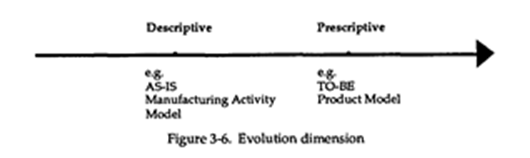 Descriptive Prescriptive
e.g. e.g.
AS-IS TO-BE
Manufacturing Activity Product Model
Model
Figure 3-6. Evolution dimension